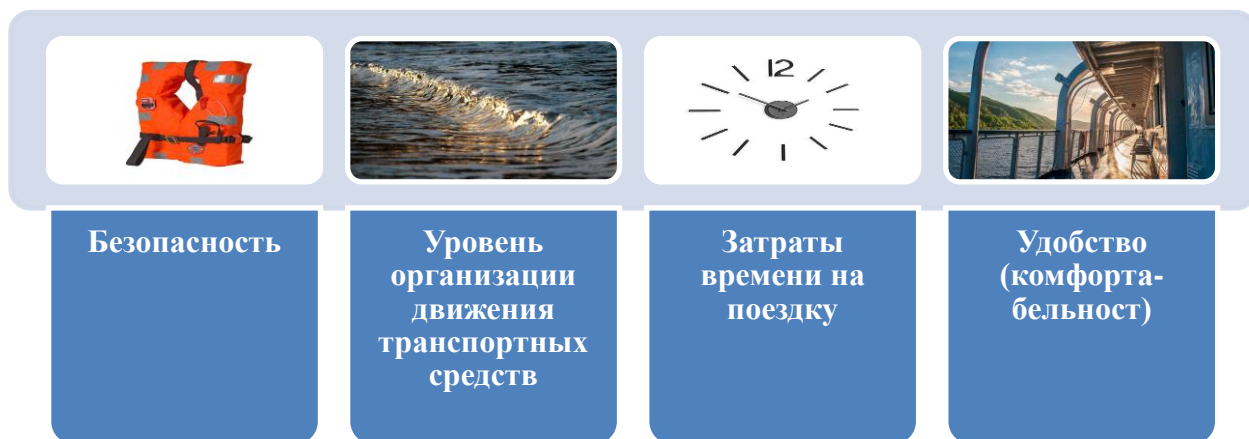 12
Безопасность
Уровень
организации
движения
транспортных
средств
Затраты
времени на
поездку
Удобство
(комфорта-
бельност)